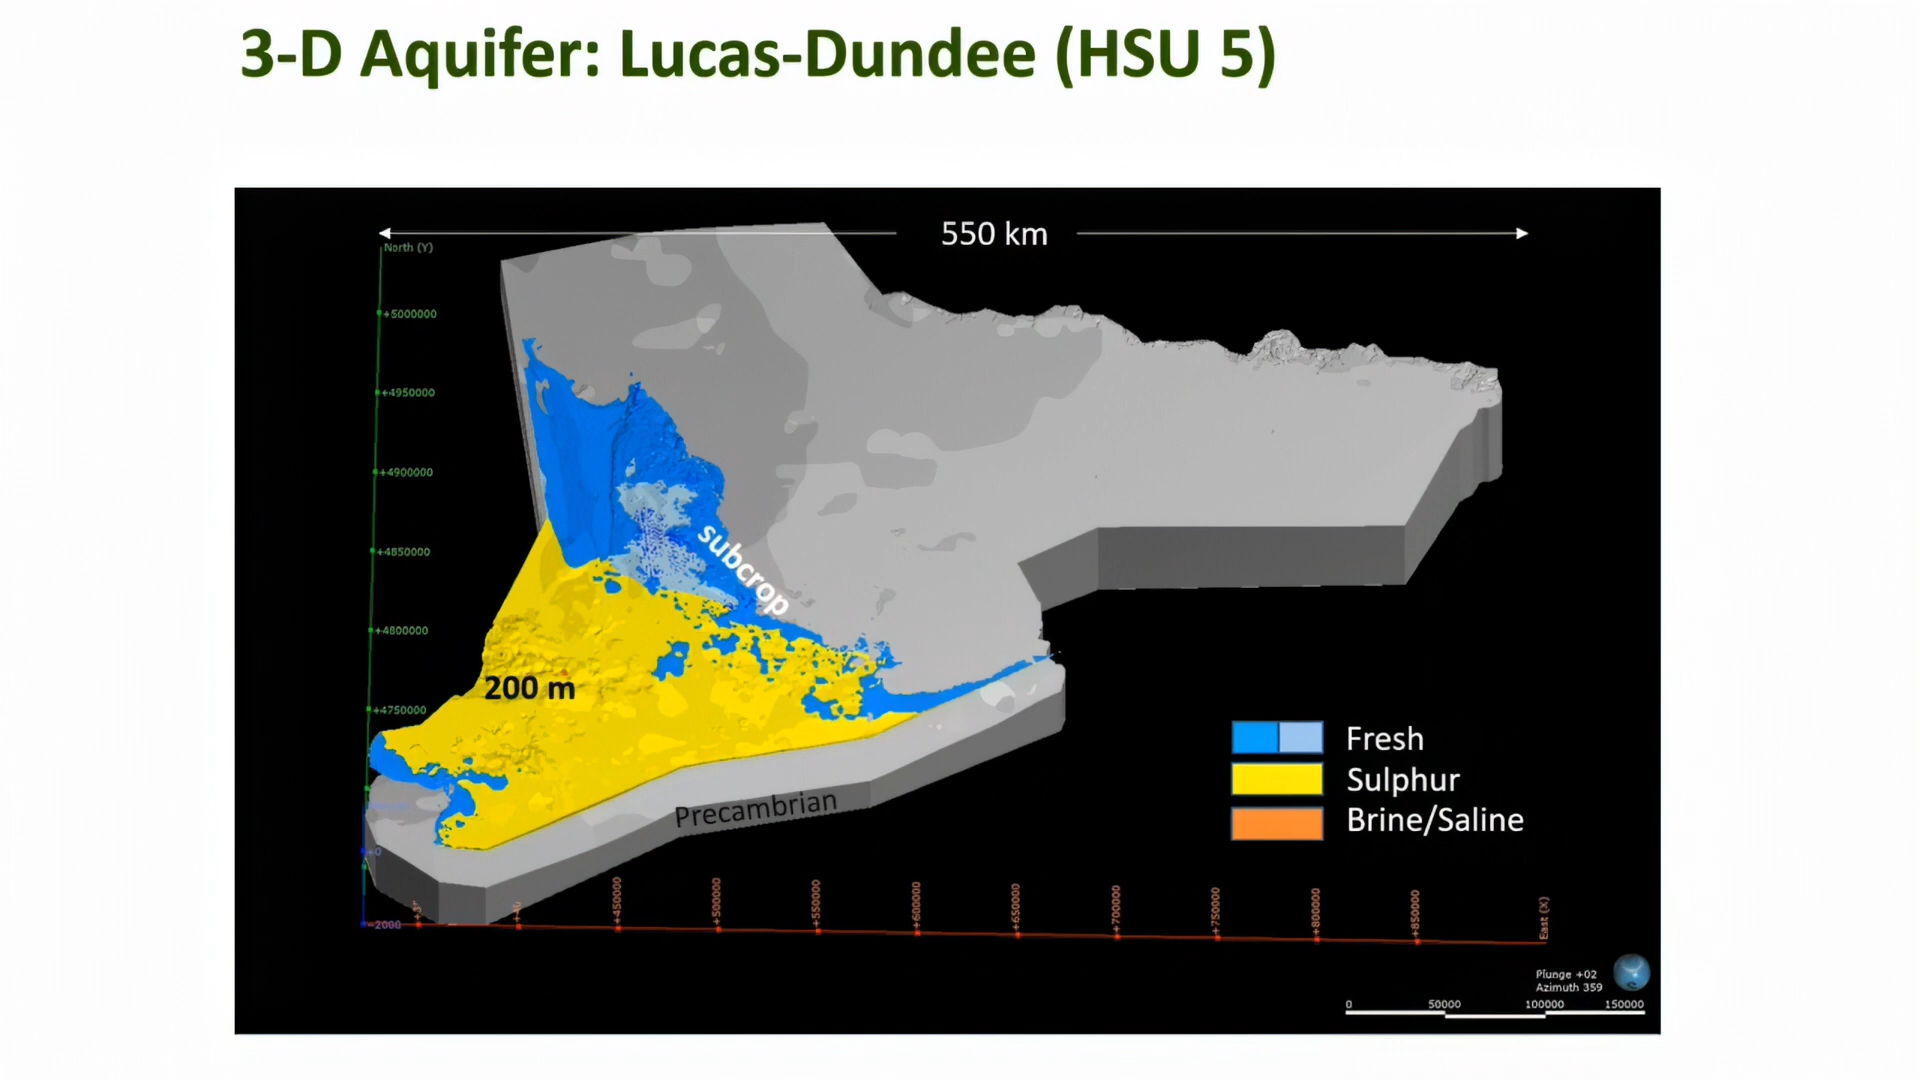 3-D Aquifer: Lucas-Dundee (HSU 5)
550 km
North (Y)
+5000000
+4950000
+4900000
+4850000
+4800000
+4750000
+0
-2000
subcrop
200 m
Precambrian
Fresh
Sulphur
Brine/Saline
+450000
+500000
+550000
+600000
+650000
+700000
+750000
+800000
+850000
East (X)
Plunge +02
Azimuth 359
0 50000 100000 150000